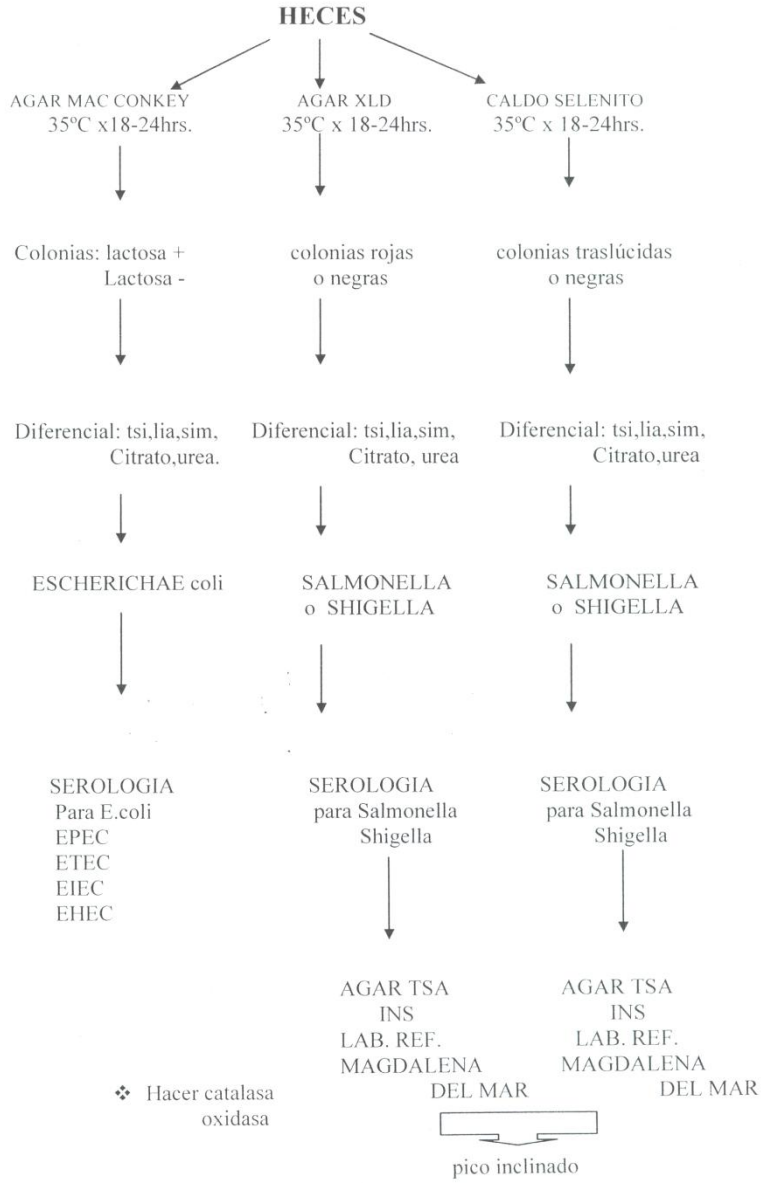 HECES
AGAR MAC CONKEY
35ºC x18-24hrs.
AGAR XLD
35ºC x 18-24hrs.
CALDO SELENITO
35ºC x 18-24hrs.
Colonias: lactosa +
Lactosa -
colonias rojas
o negras
colonias traslúcidas
o negras
Diferencial: tsi,lia,sim,
Citrato,urea.
Diferencial: tsi,lia,sim,
Citrato, urea
Diferencial: tsi,lia,sim,
Citrato,urea
ESCHERICHAE coli
SALMONELLA
o SHIGELLA
SALMONELLA
o SHIGELLA
SEROLOGIA
Para E.coli
EPEC
ETEC
EIEC
EHEC
SEROLOGIA
para Salmonella
Shigella
SEROLOGIA
para Salmonella
Shigella
AGAR TSA
INS
LAB. REF.
MAGDALENA
DEL MAR
AGAR TSA
INS
LAB. REF.
MAGDALENA
DEL MAR
❖ Hacer catalasa
oxidasa
pico inclinado